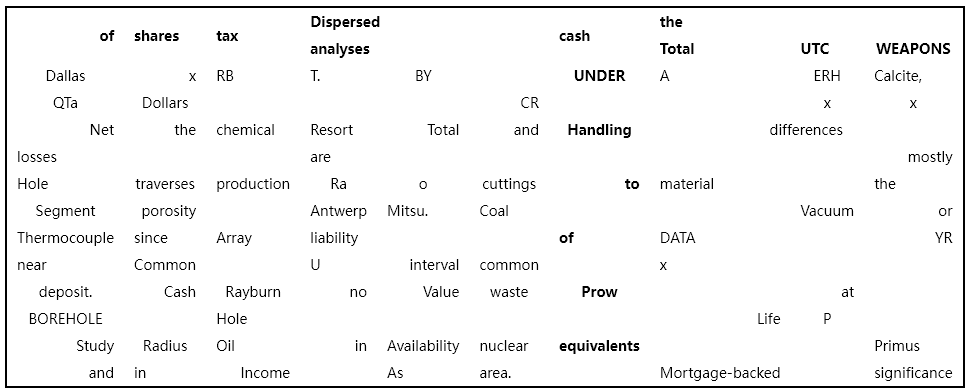 of shares tax Dispersed analyses cash the Total UTC WEAPONS
Dallas x RB T. BY UNDER A ERH Calcite,
QTa Dollars CR x x
Net the chemical Resort Total and Handling differences
losses are mostly
Hole traverses production Ra o cuttings to material the
Segment porosity Antwerp Mitsu. Coal Vacuum or
Thermocouple since Array liability of DATA YR
near Common U interval common x
deposit. Cash Rayburn no Value waste Prow at
BOREHOLE Hole Life P
Study Radius Oil in Availability nuclear equivalents Primus
and in Income As area. Mortgage-backed significance